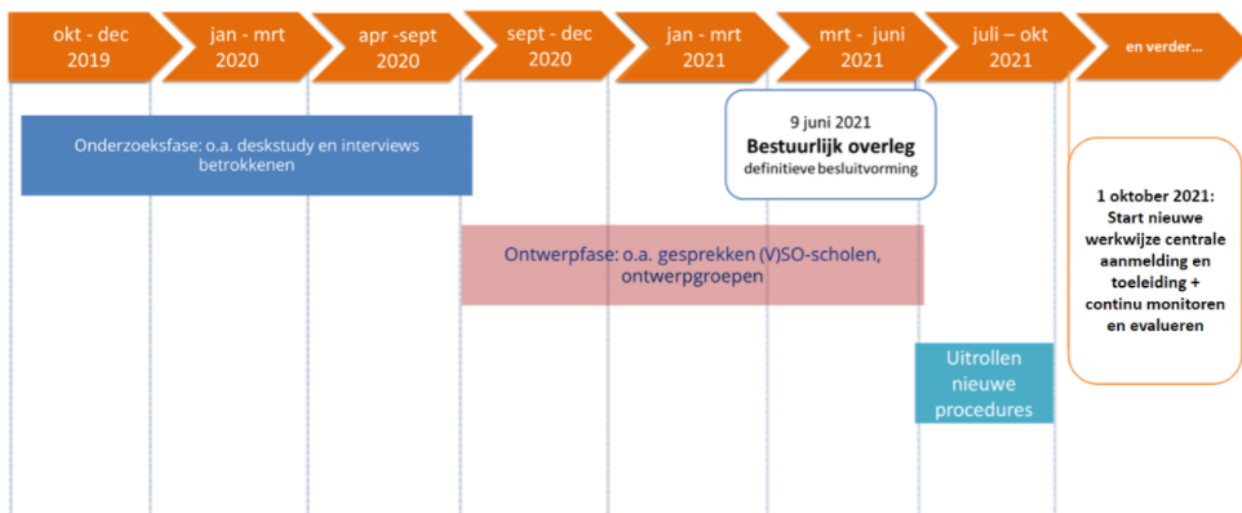 okt - dec
2019
jan - mrt
2020
apr -sept
2020
sept - dec
2020
jan - mrt
2021
mrt - juni
2021
juli – okt
2021
en verder...
Onderzoeksfase: o.a. deskstudy en interviews
betrokkenen
9 juni 2021
Bestuurlijk overleg
definitieve besluitvorming
1 oktober 2021:
Start nieuwe
werkwijze centrale
aanmelding en
toeleiding +
continu monitoren
en evalueren
Ontwerpfase: o.a. gesprekken (V)SO-scholen,
ontwerpgroepen
Uitrollen
nieuwe
procedures